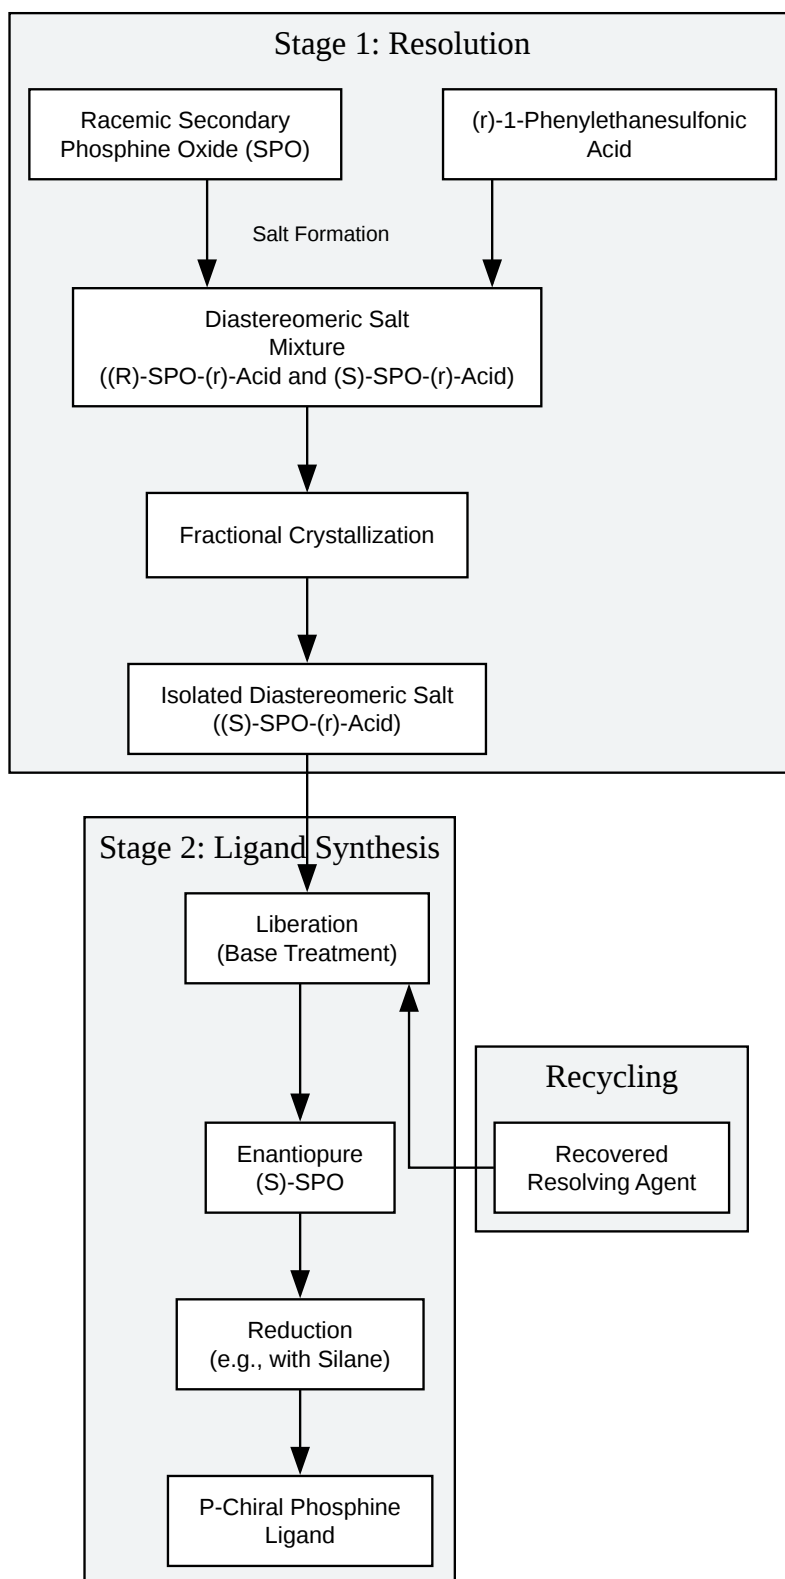 Stage 1: Resolution
Racemic Secondary
Phosphine Oxide (SPO)
(r)-1-Phenylethanesulfonic
Acid
Salt Formation
Diastereomeric Salt
Mixture
((R)-SPO-(r)-Acid and (S)-SPO-(r)-Acid)
Fractional Crystallization
Isolated Diastereomeric Salt
((S)-SPO-(r)-Acid)
Stage 2: Ligand Synthesis
Liberation
(Base Treatment)
Recycling
Enantiopure
(S)-SPO
Recovered
Resolving Agent
Reduction
(e.g., with Silane)
P-Chiral Phosphine
Ligand